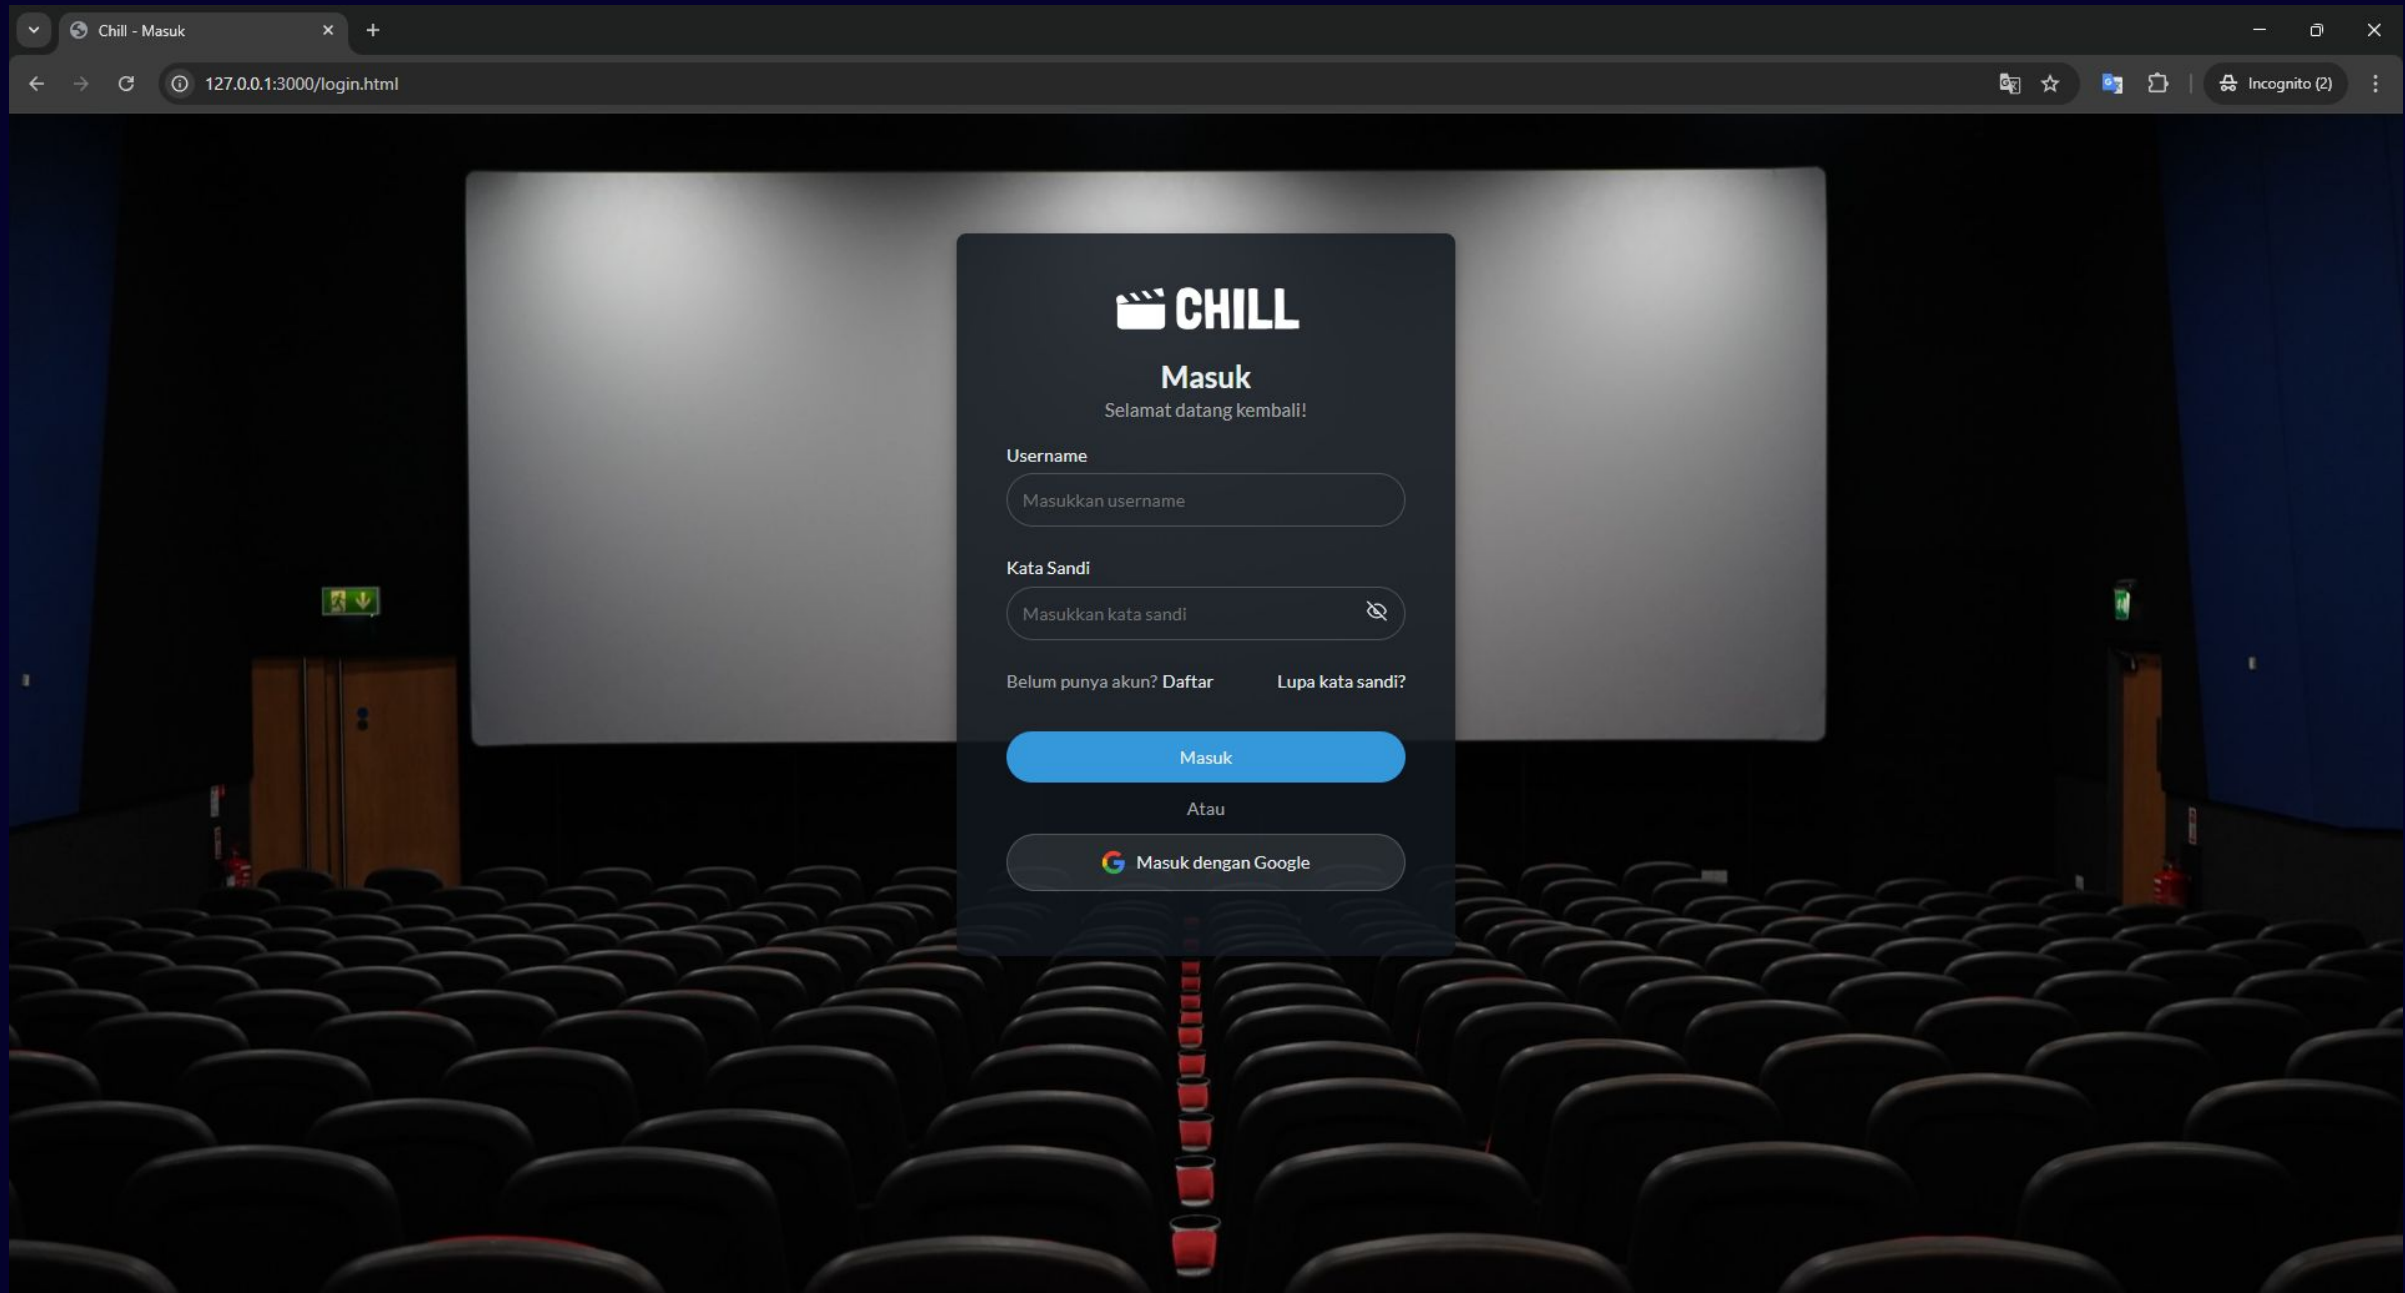 Chill - Masuk
127.0.0.1:3000/login.html
Incognito (2)
CHILL
Masuk
Selamat datang kembali!
Username
Masukkan username
Kata Sandi
Masukkan kata sandi
Belum punya akun? Daftar
Lupa kata sandi?
Masuk
Atau
Masuk dengan Google